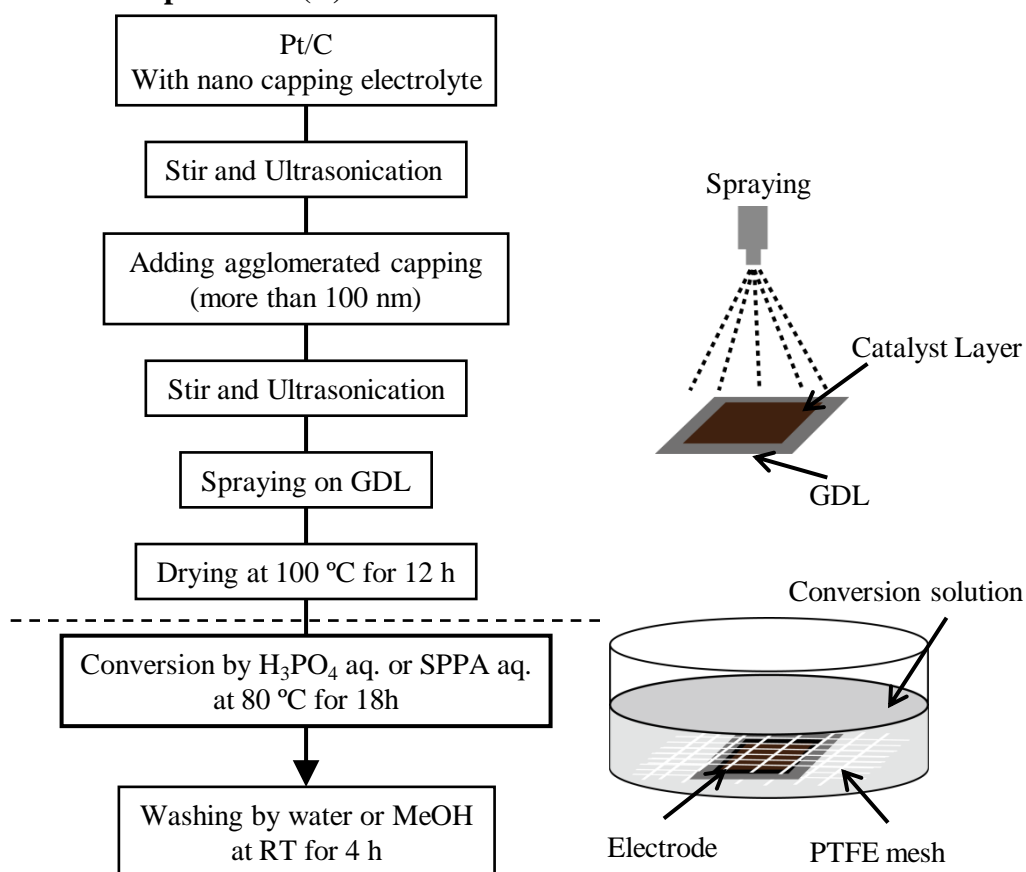 Pt/C
With nano capping electrolyte
Stir and Ultrasonication
Adding agglomerated capping
(more than 100 nm)
Stir and Ultrasonication
Spraying on GDL
Drying at 100 ºC for 12 h
Conversion by H₃PO₄ aq. or SPPA aq.
at 80 ºC for 18h
Washing by water or MeOH
at RT for 4 h
Spraying
Catalyst Layer
GDL
Conversion solution
Electrode
PTFE mesh